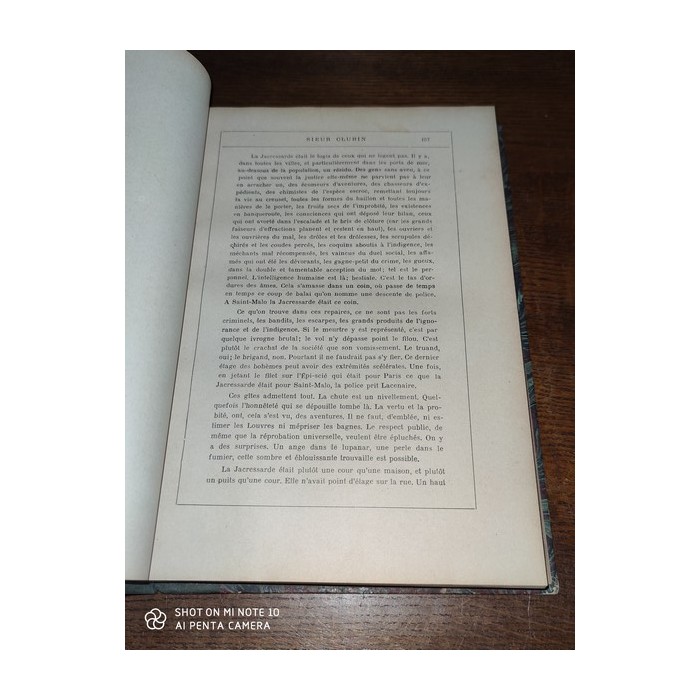 SIEUR CLUBIN
La Jacressarde était le logis de ceux qui ne logent pas. Il y a,
dans toutes les villes, et particulièrement dans les ports de mer,
au-dessous de la population, un résidu. Des gens sans aveu, à ce
point que souvent la justice elle-même ne parvient pas à leur
en arracher un, des écumeurs d'aventures, des chasseurs d'ex-
pédients, des chimistes de l'espèce escroc, remettant toujours
la vie au creuset, toutes les formes du haillon et toutes les ma-
nières de le porter, les fruits secs de l'improbité, les existences
en banqueroute, les consciences qui ont déposé leur bilan, ceux
qui ont avorté dans l'escalade et le bris de clôture (car les grands
faiseurs d'effractions planent et restent en haut), les ouvriers et
les ouvrières du mal, les drôles et les drôlesses, les scrupules dé-
chirés et les coudes percés, les coquins aboutis à l'indigence, les
méchants mal récompensés, les vaincus du duel social, les affa-
més qui ont été les dévorants, les gagne-petit du crime, les gueux,
dans la double et lamentable acception du mot; tel est le per-
sonnel. L'intelligence humaine est là; bestiale. C'est le tas d'or-
dures des âmes. Cela s'amasse dans un coin, où passe de temps
en temps ce coup de balai qu'on nomme une descente de police.
A Saint-Malo la Jacressarde était ce coin.
Ce qu'on trouve dans ces repaires, ce ne sont pas les forts
criminels, les bandits, les escarpes, les grands produits de l'igno-
rance et de l'indigence. Si le meurtre y est représenté, c'est par
quelque ivrogne brutal; le vol n'y dépasse point le filou. C'est
plutôt le crachat de la société que son vomissement. Le truand,
oui; le brigand, non. Pourtant il ne faudrait pas s'y fier. Ce dernier
étage des bohèmes peut avoir des extrémités scélérates. Une fois,
en jetant le filet sur l'Épi-scié qui était pour Paris ce que la
Jacressarde était pour Saint-Malo, la police prit Lacenaire.
Ces gîtes admettent tout. La chute est un nivellement. Quel-
quefois l'honnêteté qui se dépouille tombe là. La vertu et la pro-
bité, ont, cela s'est vu, des aventures. Il ne faut, d'emblée, ni es-
timer les Louvres ni mépriser les bagnes. Le respect public, de
même que la réprobation universelle, veulent être épluchés. On y
a des surprises. Un ange dans le lupanar, une perle dans le
fumier, cette sombre et éblouissante trouvaille est possible.
La Jacressarde était plutôt une cour qu'une maison, et plutôt
un puits qu'une cour. Elle n'avait point d'étage sur la rue. Un haut
SHOT ON MI NOTE 10
AI PENTA CAMERA